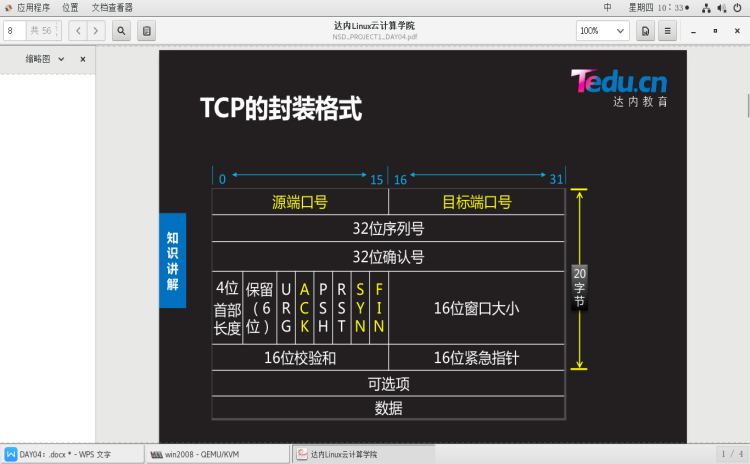 应用程序 位置 文档查看器 中 星期四 10：33
8 共 56 达内Linux云计算学院 100%
NSD_PROJECT1_DAY04.pdf
缩略图
Tedu.cn
达内教育
TCP的封装格式
0 15 16 31
源端口号 目标端口号
32位序列号
32位确认号
4位首部长度 保留（6位） URG ACK PSH RST SYN FIN 16位窗口大小
16位校验和 16位紧急指针
可选项
数据
20字节
知识讲解
DAY04：.docx * - WPS 文字 win2008 - QEMU/KVM 达内Linux云计算学院 1 / 4